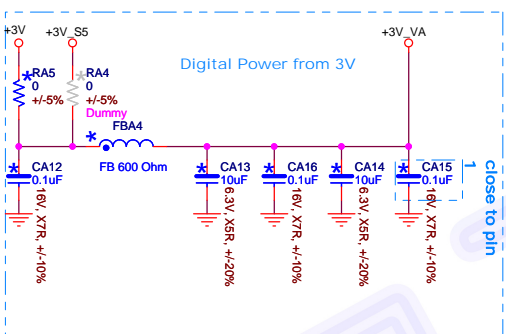 +3V
+3V_S5
+3V_VA
Digital Power from 3V
RA5
0
+/-5%
RA4
0
+/-5%
Dummy
FBA4
FB 600 Ohm
CA12
0.1uF
16V, X7R, +/-10%
CA13
10uF
6.3V, X5R, +/-20%
CA16
0.1uF
16V, X7R, +/-10%
CA14
10uF
6.3V, X5R, +/-20%
CA15
0.1uF
16V, X7R, +/-10%
1
close to pin